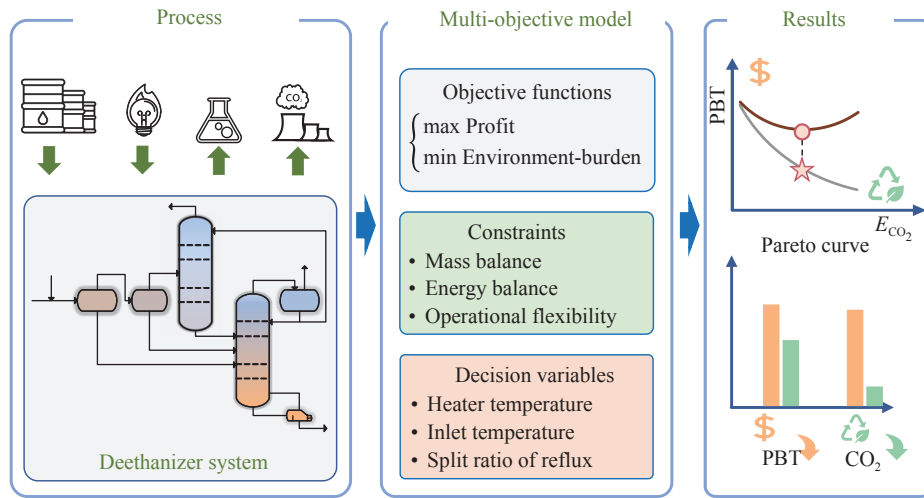 Process
CO₂
Deethanizer system
Multi-objective model
Objective functions
max Profit
min Environment-burden
Constraints
• Mass balance
• Energy balance
• Operational flexibility
Decision variables
• Heater temperature
• Inlet temperature
• Split ratio of reflux
Results
$
PBT
E_CO₂
Pareto curve
$
PBT
CO₂